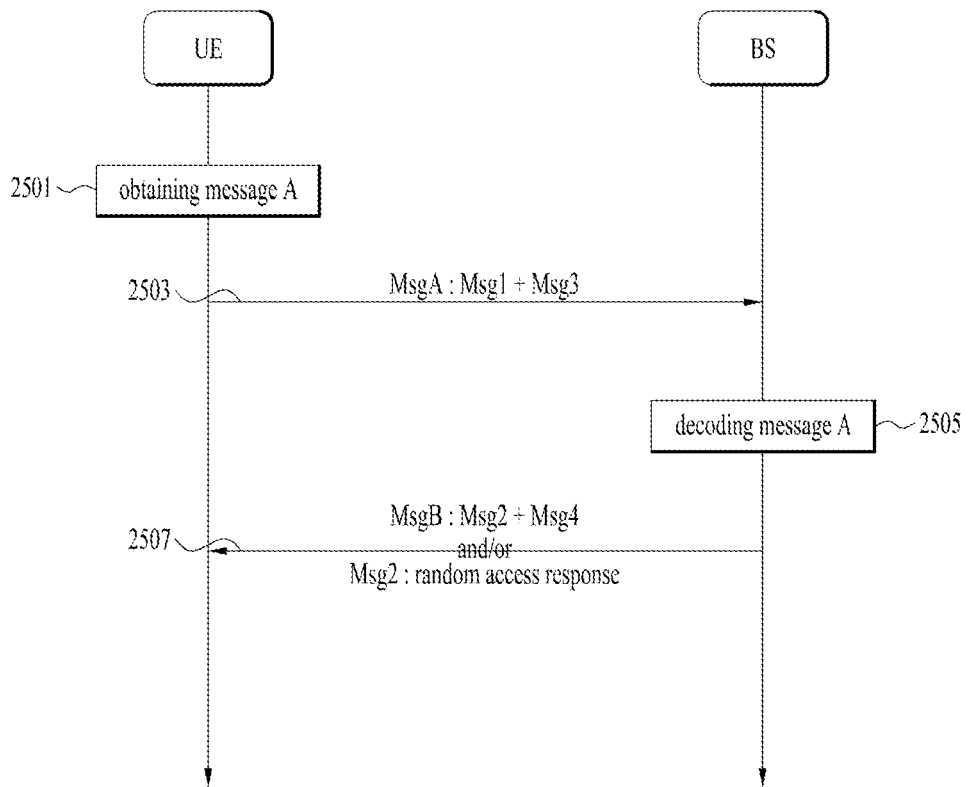 UE
BS
2501
obtaining message A
2503
MsgA : Msg1 + Msg3
decoding message A
2505
MsgB : Msg2 + Msg4
2507
and/or
Msg2 : random access response